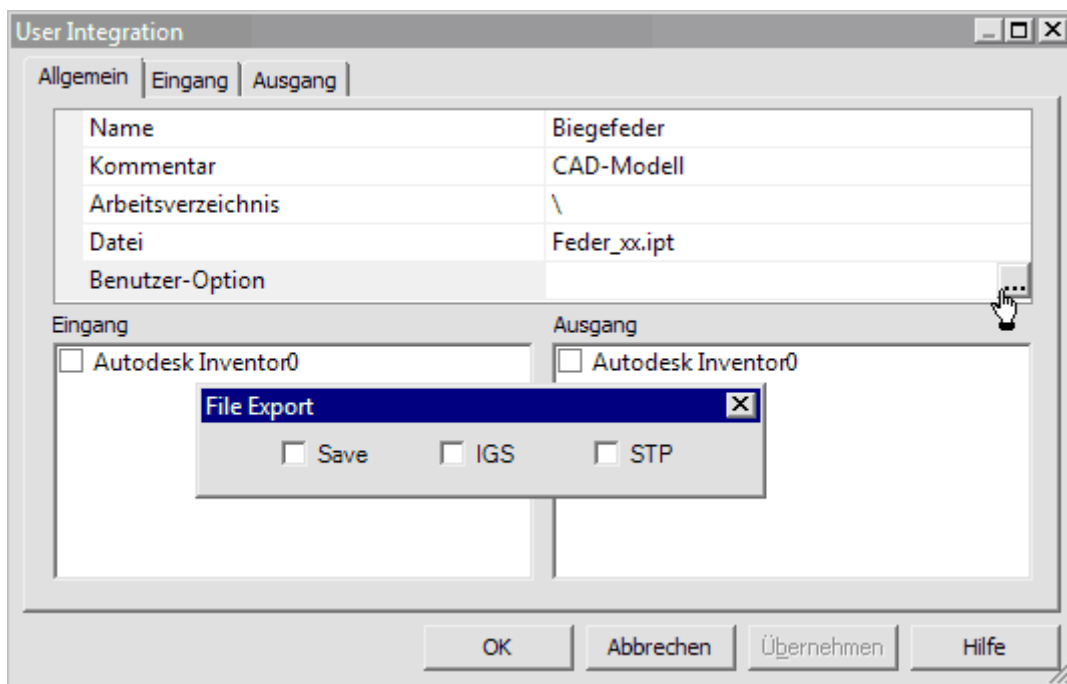 User Integration
Allgemein Eingang Ausgang
Name Biegefeder
Kommentar CAD-Modell
Arbeitsverzeichnis \
Datei Feder_xx.ipt
Benutzer-Option ...
Eingang Ausgang
Autodesk Inventor0 Autodesk Inventor0
File Export
Save IGS STP
OK Abbrechen Übernehmen Hilfe